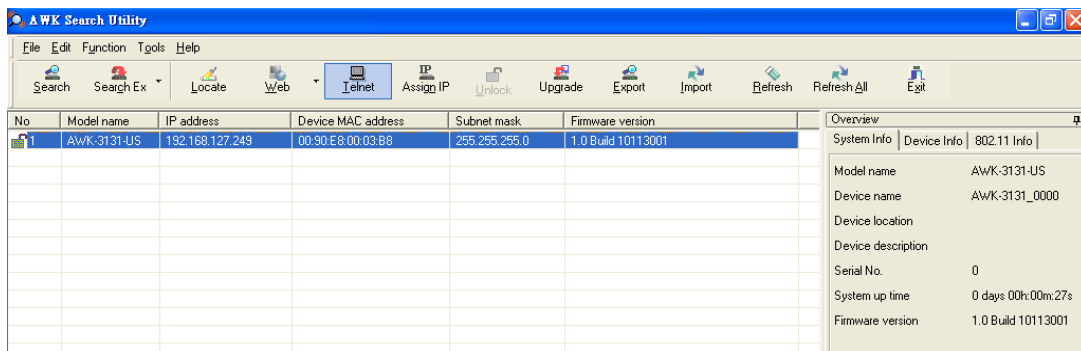 AWK Search Utility
File Edit Function Tools Help
Search Search Ex Locate Web Telnet Assign IP Unlock Upgrade Export Import Refresh Refresh All Exit
No Model name IP address Device MAC address Subnet mask Firmware version
1 AWK-3131-US 192.168.127.249 00:90:E8:00:03:B8 255.255.255.0 1.0 Build 10113001
Overview
System Info Device Info 802.11 Info
Model name AWK-3131-US
Device name AWK-3131_0000
Device location
Device description
Serial No. 0
System up time 0 days 00h:00m:27s
Firmware version 1.0 Build 10113001